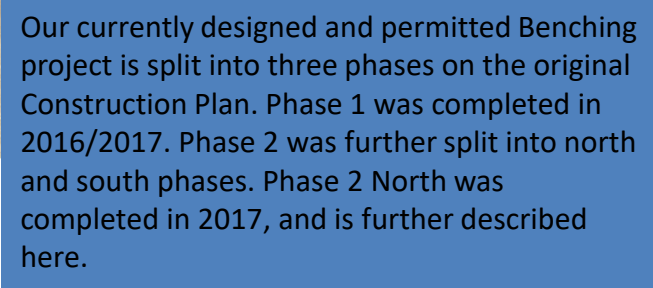 Our currently designed and permitted Benching
project is split into three phases on the original
Construction Plan. Phase 1 was completed in
2016/2017. Phase 2 was further split into north
and south phases. Phase 2 North was
completed in 2017, and is further described
here.